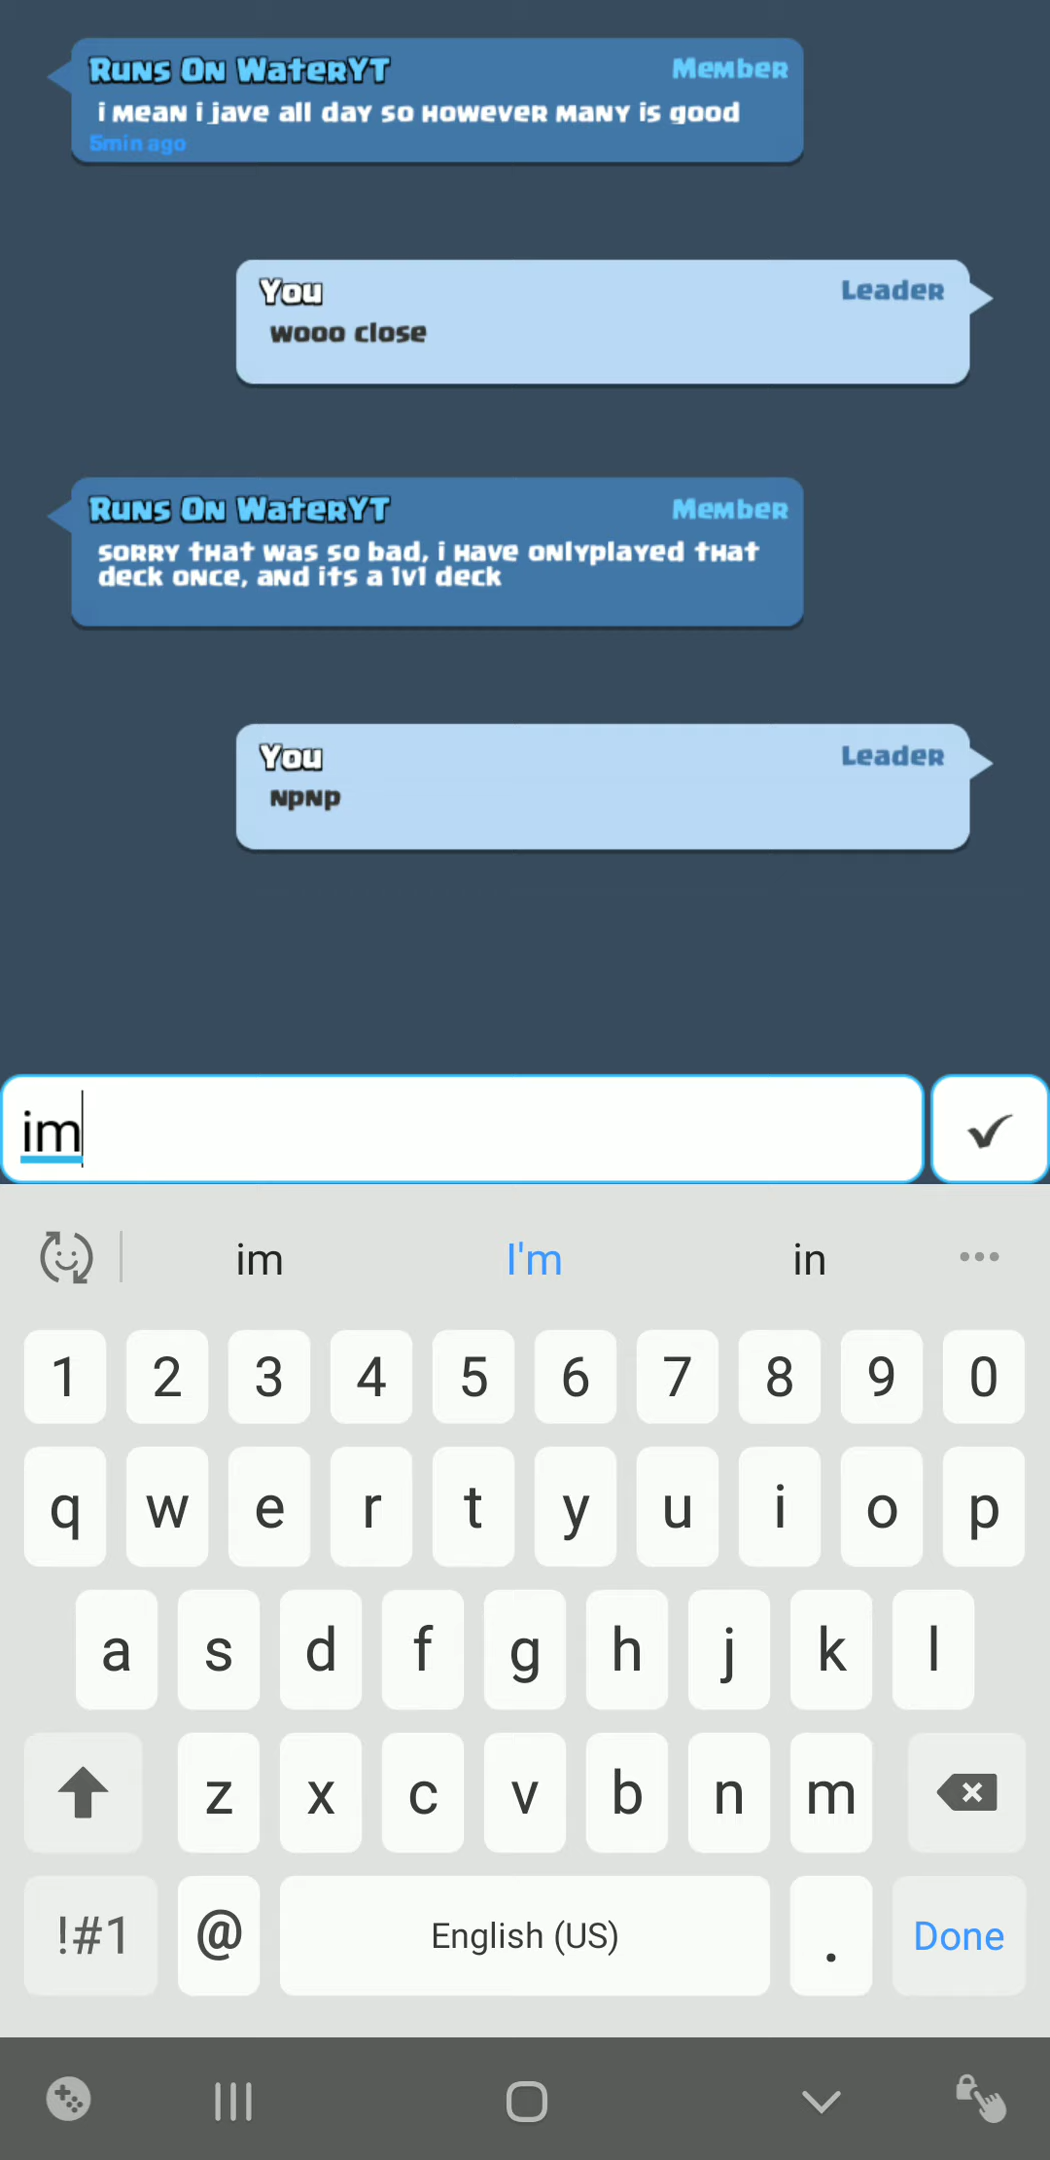 Runs On WaterYT Member
i mean i jave all day so however many is good
5min ago
You Leader
wooo close
Runs On WaterYT Member
sorry that was so bad, i have onlyplayed that
deck once, and its a 1v1 deck
You Leader
npnp
im
im I'm in
1 2 3 4 5 6 7 8 9 0
q w e r t y u i o p
a s d f g h j k l
z x c v b n m
!#1 @ English (US) . Done